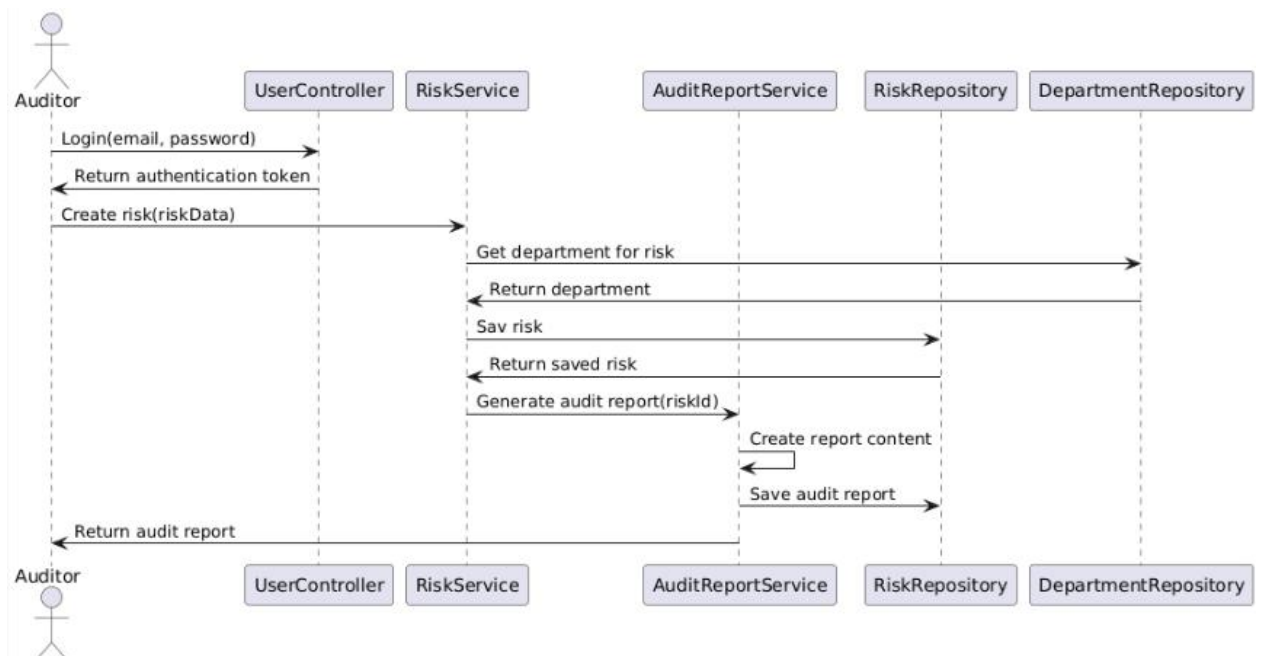 Auditor
UserController
RiskService
AuditReportService
RiskRepository
DepartmentRepository
Login(email, password)
Return authentication token
Create risk(riskData)
Get department for risk
Return department
Sav risk
Return saved risk
Generate audit report(riskId)
Create report content
Save audit report
Return audit report
Auditor
UserController
RiskService
AuditReportService
RiskRepository
DepartmentRepository